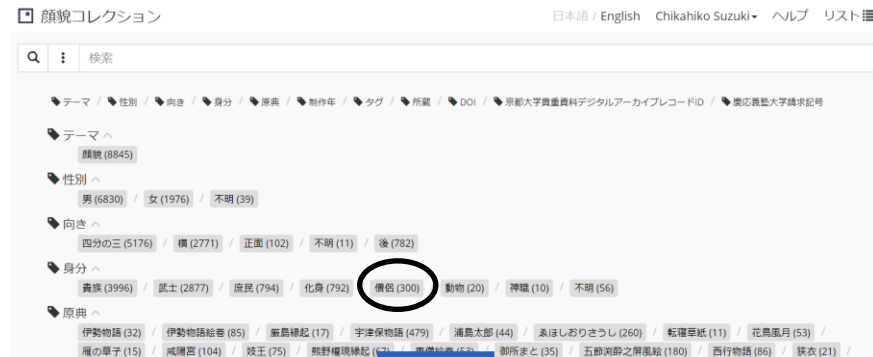 顔貌コレクション 日本語 / English Chikahiko Suzuki ヘルプ リスト
検索
テーマ / 性別 / 向き / 身分 / 原典 / 制作年 / タグ / 所蔵 / DOI / 京都大学貴重資料デジタルアーカイブレコードID / 慶応義塾大学請求記号
テーマ
顔貌 (8845)
性別
男 (6830) / 女 (1976) / 不明 (39)
向き
四分の三 (5176) / 横 (2771) / 正面 (102) / 不明 (11) / 後 (782)
身分
貴族 (3996) / 武士 (2877) / 庶民 (794) / 化身 (792) / 僧侶 (300) / 動物 (20) / 神職 (10) / 不明 (56)
原典
伊勢物語 (32) / 伊勢物語絵巻 (85) / 厳島縁起 (17) / 宇津保物語 (479) / 浦島太郎 (44) / ゑほしおりさうし (260) / 転寝草紙 (11) / 花鳥風月 (53) /
雁の草子 (15) / 咸陽宮 (104) / 妓王 (75) / 熊野権現縁起 / 御所まと (35) / 五節渕酔之屏風絵 (180) / 西行物語 (86) / 狭衣 (21) /